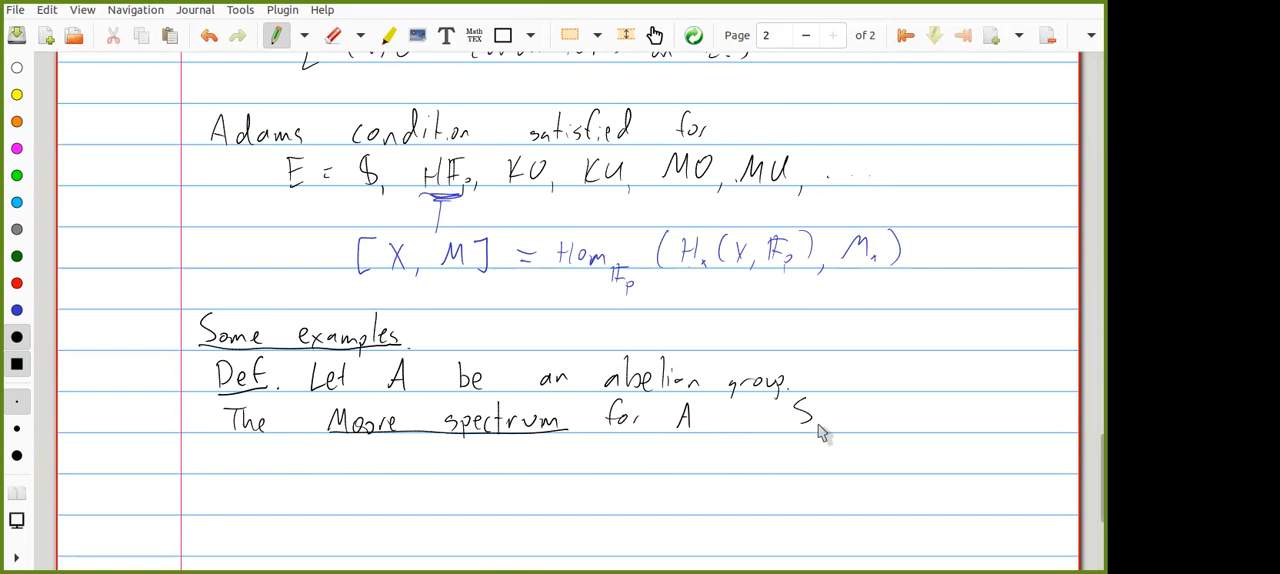 File Edit View Navigation Journal Tools Plugin Help
T Math TEX Page 2 of 2
Adams condition satisfied for
E = $, HF_p, KO, KU, MO, MU, ....
[X, M] = Hom_{F_p} (H_*(X, F_p), M_*)
Some examples.
Def. Let A be an abelian group.
The Moore spectrum for A S